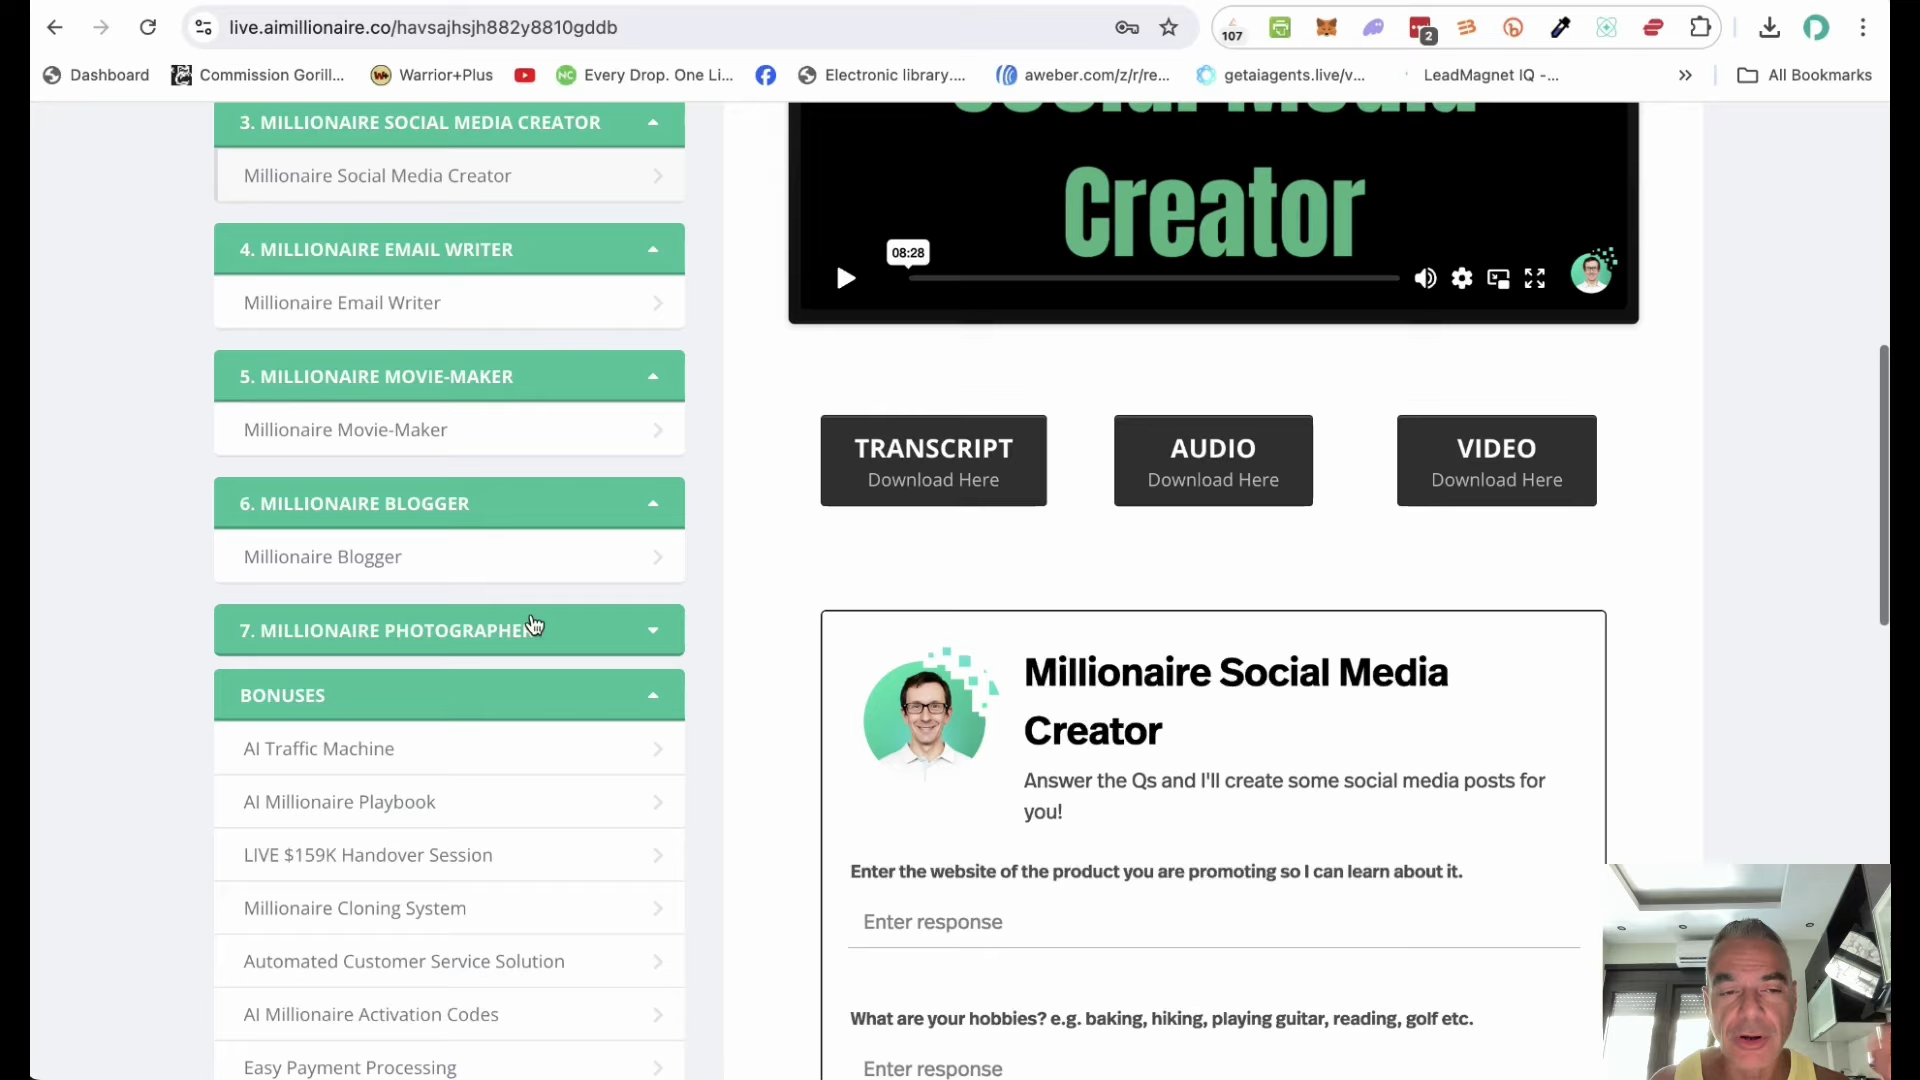 live.aimillionaire.co/havsajhsjh882y8810gddb
107
2
Dashboard
Commission Gorill...
Warrior+Plus
Every Drop. One Li...
Electronic library....
aweber.com/z/r/re...
getaiagents.live/v...
LeadMagnet IQ -...
All Bookmarks
3. MILLIONAIRE SOCIAL MEDIA CREATOR
Millionaire Social Media Creator
4. MILLIONAIRE EMAIL WRITER
Millionaire Email Writer
5. MILLIONAIRE MOVIE-MAKER
Millionaire Movie-Maker
6. MILLIONAIRE BLOGGER
Millionaire Blogger
7. MILLIONAIRE PHOTOGRAPHER
BONUSES
AI Traffic Machine
AI Millionaire Playbook
LIVE $159K Handover Session
Millionaire Cloning System
Automated Customer Service Solution
AI Millionaire Activation Codes
Easy Payment Processing
Social Media
Creator
08:28
TRANSCRIPT
Download Here
AUDIO
Download Here
VIDEO
Download Here
Millionaire Social Media
Creator
Answer the Qs and I'll create some social media posts for
you!
Enter the website of the product you are promoting so I can learn about it.
Enter response
What are your hobbies? e.g. baking, hiking, playing guitar, reading, golf etc.
Enter response